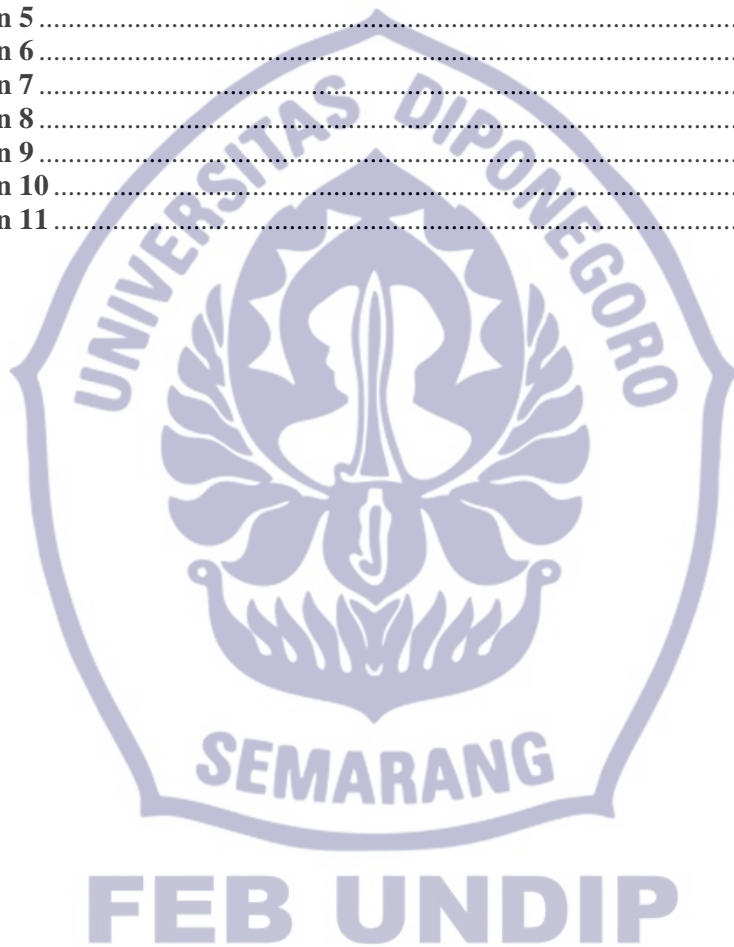 n 5
n 6
n 7
n 8
n 9
n 10
n 11
UNIVERSITAS DIPONEGORO
SEMARANG
FEB UNDIP